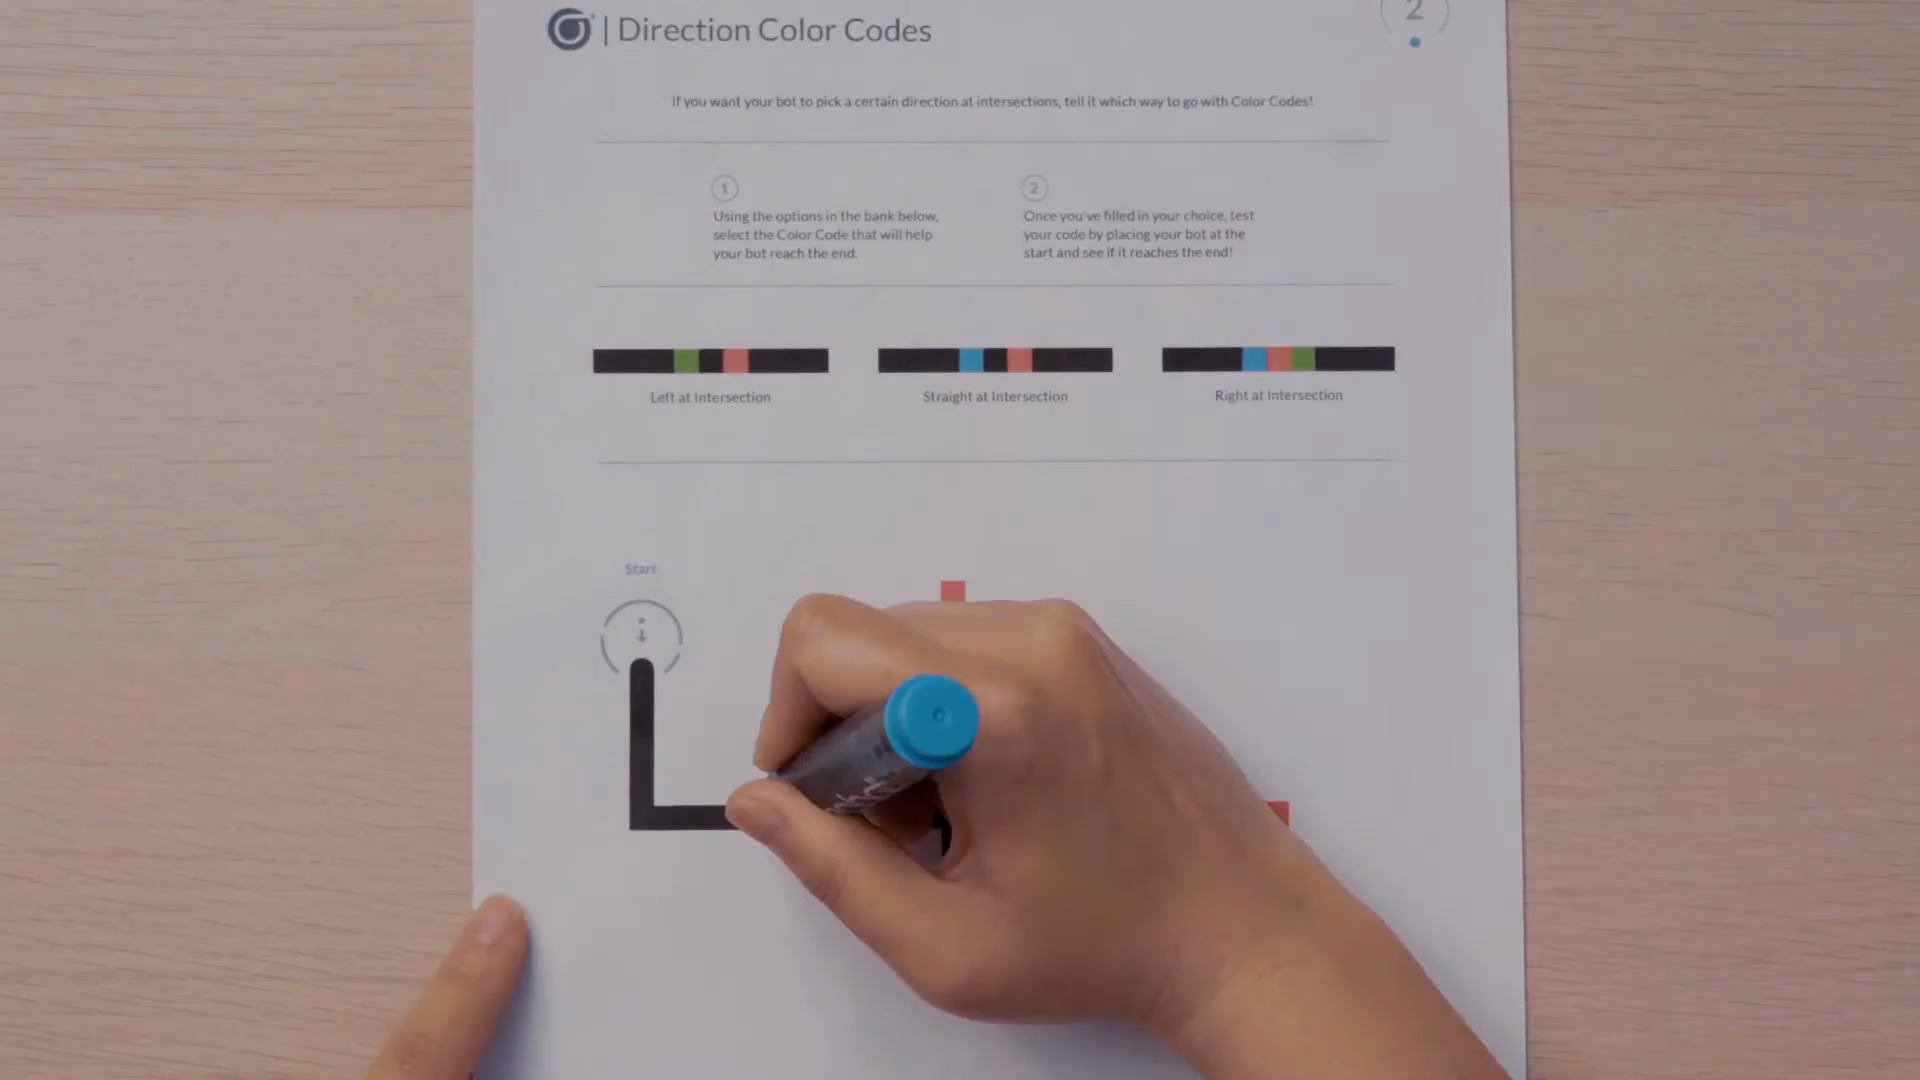 | Direction Color Codes
2
If you want your bot to pick a certain direction at intersections, tell it which way to go with Color Codes!
1
Using the options in the bank below,
select the Color Code that will help
your bot reach the end.
2
Once you've filled in your choice, test
your code by placing your bot at the
start and see if it reaches the end!
Left at Intersection
Straight at Intersection
Right at Intersection
Start